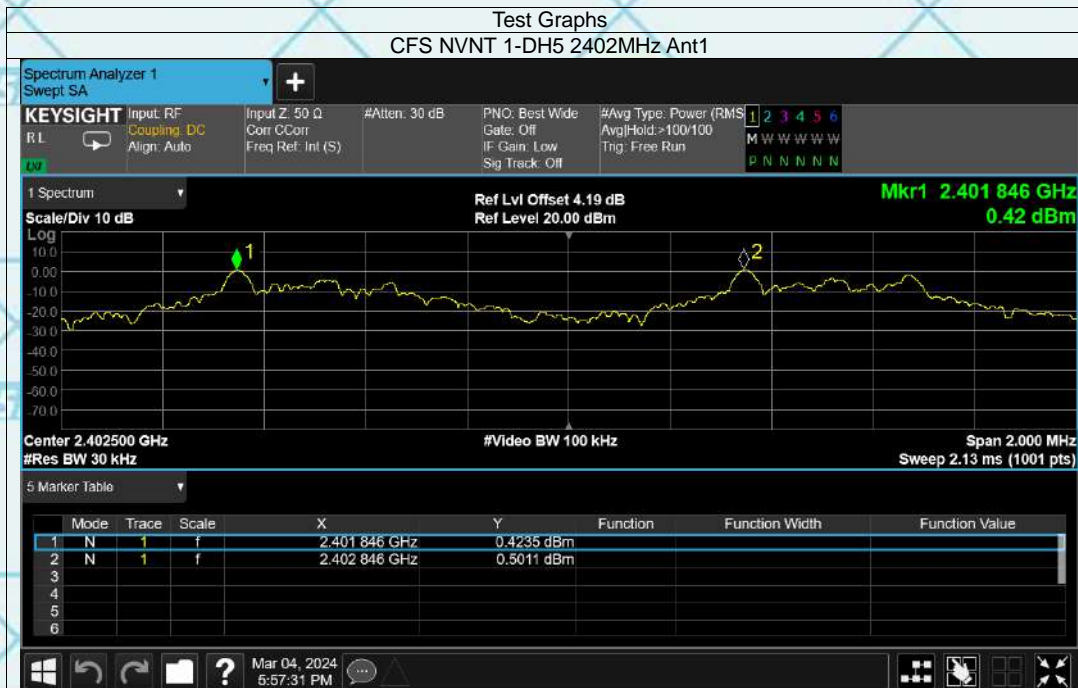 Test Graphs
CFS NVNT 1-DH5 2402MHz Ant1
Spectrum Analyzer 1
Swept SA
+
KEYSIGHT Input: RF Input Z: 50 Ω #Atten: 30 dB PNO: Best Wide #Avg Type: Power (RMS 1 2 3 4 5 6
R L Coupling: DC Corr CCorr Gate: Off Avg|Hold:>100/100 M W W W W W
Align: Auto Freq Ref: Int (S) IF Gain: Low Trig: Free Run
Sig Track: Off P N N N N N
LXI
1 Spectrum Ref Lvl Offset 4.19 dB Mkr1 2.401 846 GHz
Scale/Div 10 dB Ref Level 20.00 dBm 0.42 dBm
Log
10.0
0.00
-10.0
-20.0
-30.0
-40.0
-50.0
-60.0
-70.0
1
2
Center 2.402500 GHz #Video BW 100 kHz Span 2.000 MHz
#Res BW 30 kHz Sweep 2.13 ms (1001 pts)
5 Marker Table
Mode Trace Scale X Y Function Function Width Function Value
1 N 1 f 2.401 846 GHz 0.4235 dBm
2 N 1 f 2.402 846 GHz 0.5011 dBm
3
4
5
6
? Mar 04, 2024
5:57:31 PM